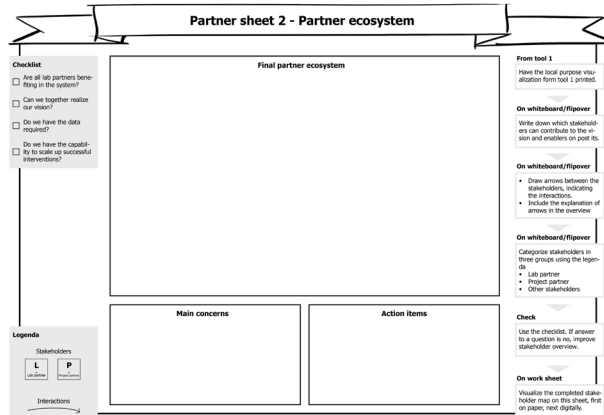 Partner sheet 2 - Partner ecosystem
Checklist
Are all lab partners bene-
fiting in the system?
Can we together realize
our vision?
Do we have the data
required?
Do we have the capabil-
ity to scale up successful
interventions?
Final partner ecosystem
Main concerns
Action items
Legenda
Stakeholders
L
P
Lab partner
Project partner
Interactions
From tool 1
Have the local purpose visu-
alization form tool 1 printed.
On whiteboard/flipover
Write down which stakehold-
ers can contribute to the vi-
sion and enablers on post its.
On whiteboard/flipover
• Draw arrows between the
stakeholders, indicating
the interactions.
• Include the explanation of
arrows in the overview
On whiteboard/flipover
Categorize stakeholders in
three groups using the legen-
da
• Lab partner
• Project partner
• Other stakeholders
Check
Use the checklist. If answer
to a question is no, improve
stakeholder overview.
On work sheet
Visualize the completed stake-
holder map on this sheet, first
on paper, next digitally.